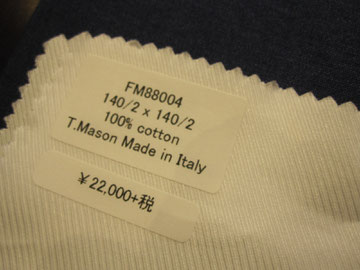 FM88004
140/2 x 140/2
100% cotton
T.Mason Made in Italy
￥22,000+税